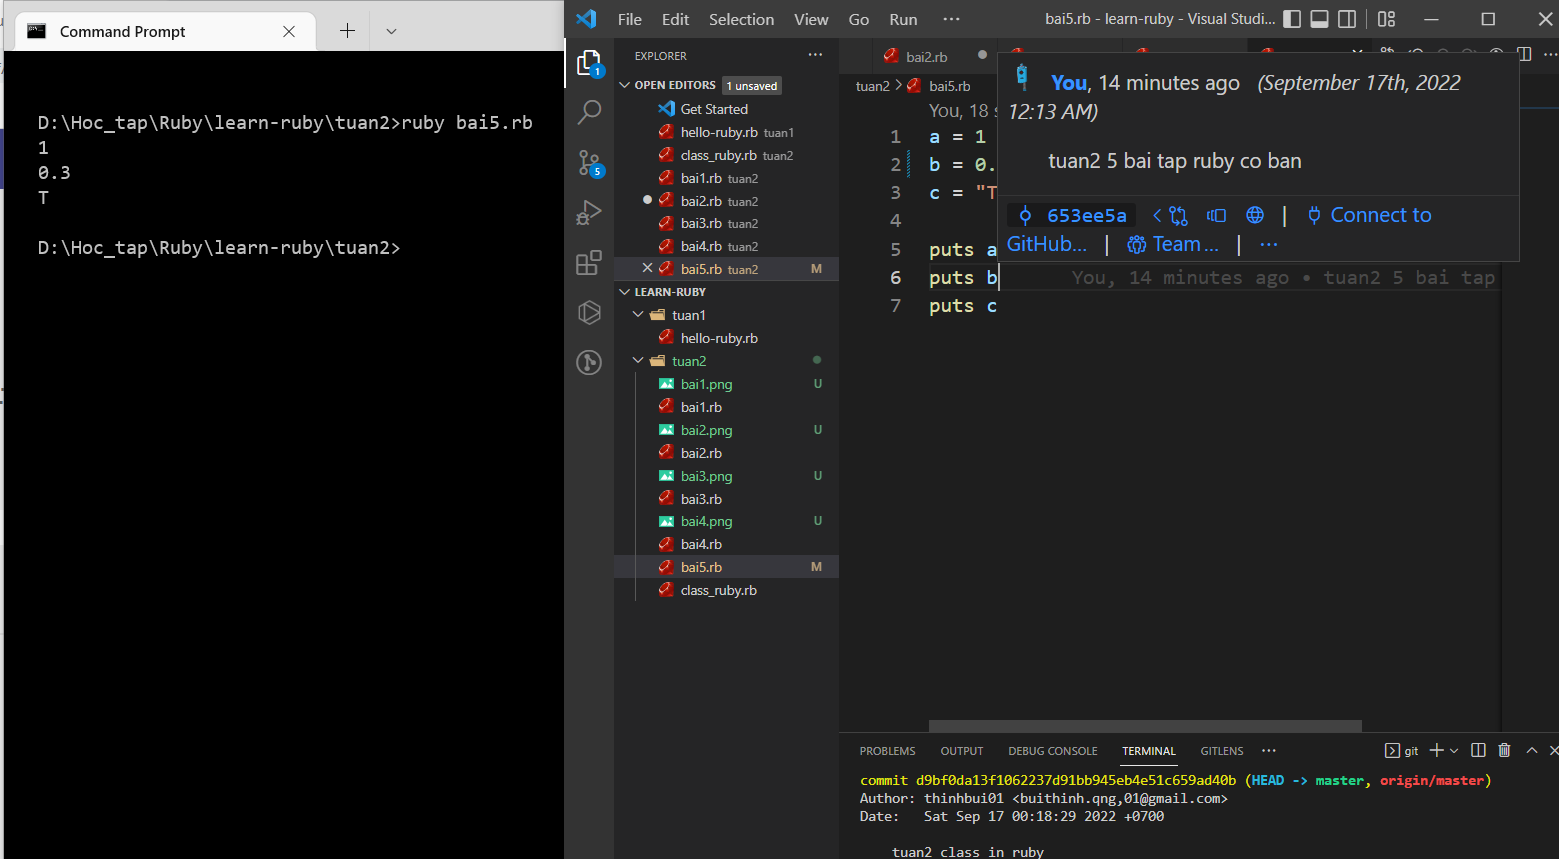 Command Prompt
D:\Hoc_tap\Ruby\learn-ruby\tuan2>ruby bai5.rb
1
0.3
T
D:\Hoc_tap\Ruby\learn-ruby\tuan2>
File Edit Selection View Go Run ··· bai5.rb - learn-ruby - Visual Studi...
EXPLORER ···
OPEN EDITORS 1 unsaved
Get Started
hello-ruby.rb tuan1
class_ruby.rb tuan2
bai1.rb tuan2
bai2.rb tuan2
bai3.rb tuan2
bai4.rb tuan2
bai5.rb tuan2 M
LEARN-RUBY
tuan1
hello-ruby.rb
tuan2
bai1.png U
bai1.rb
bai2.png U
bai2.rb
bai3.png U
bai3.rb
bai4.png U
bai4.rb
bai5.rb M
class_ruby.rb
1
5
bai2.rb
tuan2 > bai5.rb
You, 18 s
1 a = 1
2 b = 0.
3 c = "T
4
5 puts a
6 puts b You, 14 minutes ago • tuan2 5 bai tap
7 puts c
You, 14 minutes ago (September 17th, 2022
12:13 AM)
tuan2 5 bai tap ruby co ban
653ee5a | Connect to
GitHub... | Team... | ···
PROBLEMS OUTPUT DEBUG CONSOLE TERMINAL GITLENS ··· git
commit d9bf0da13f1062237d91bb945eb4e51c659ad40b (HEAD -> master, origin/master)
Author: thinhbui01 <buithinh.qng,01@gmail.com>
Date: Sat Sep 17 00:18:29 2022 +0700
tuan2 class in ruby